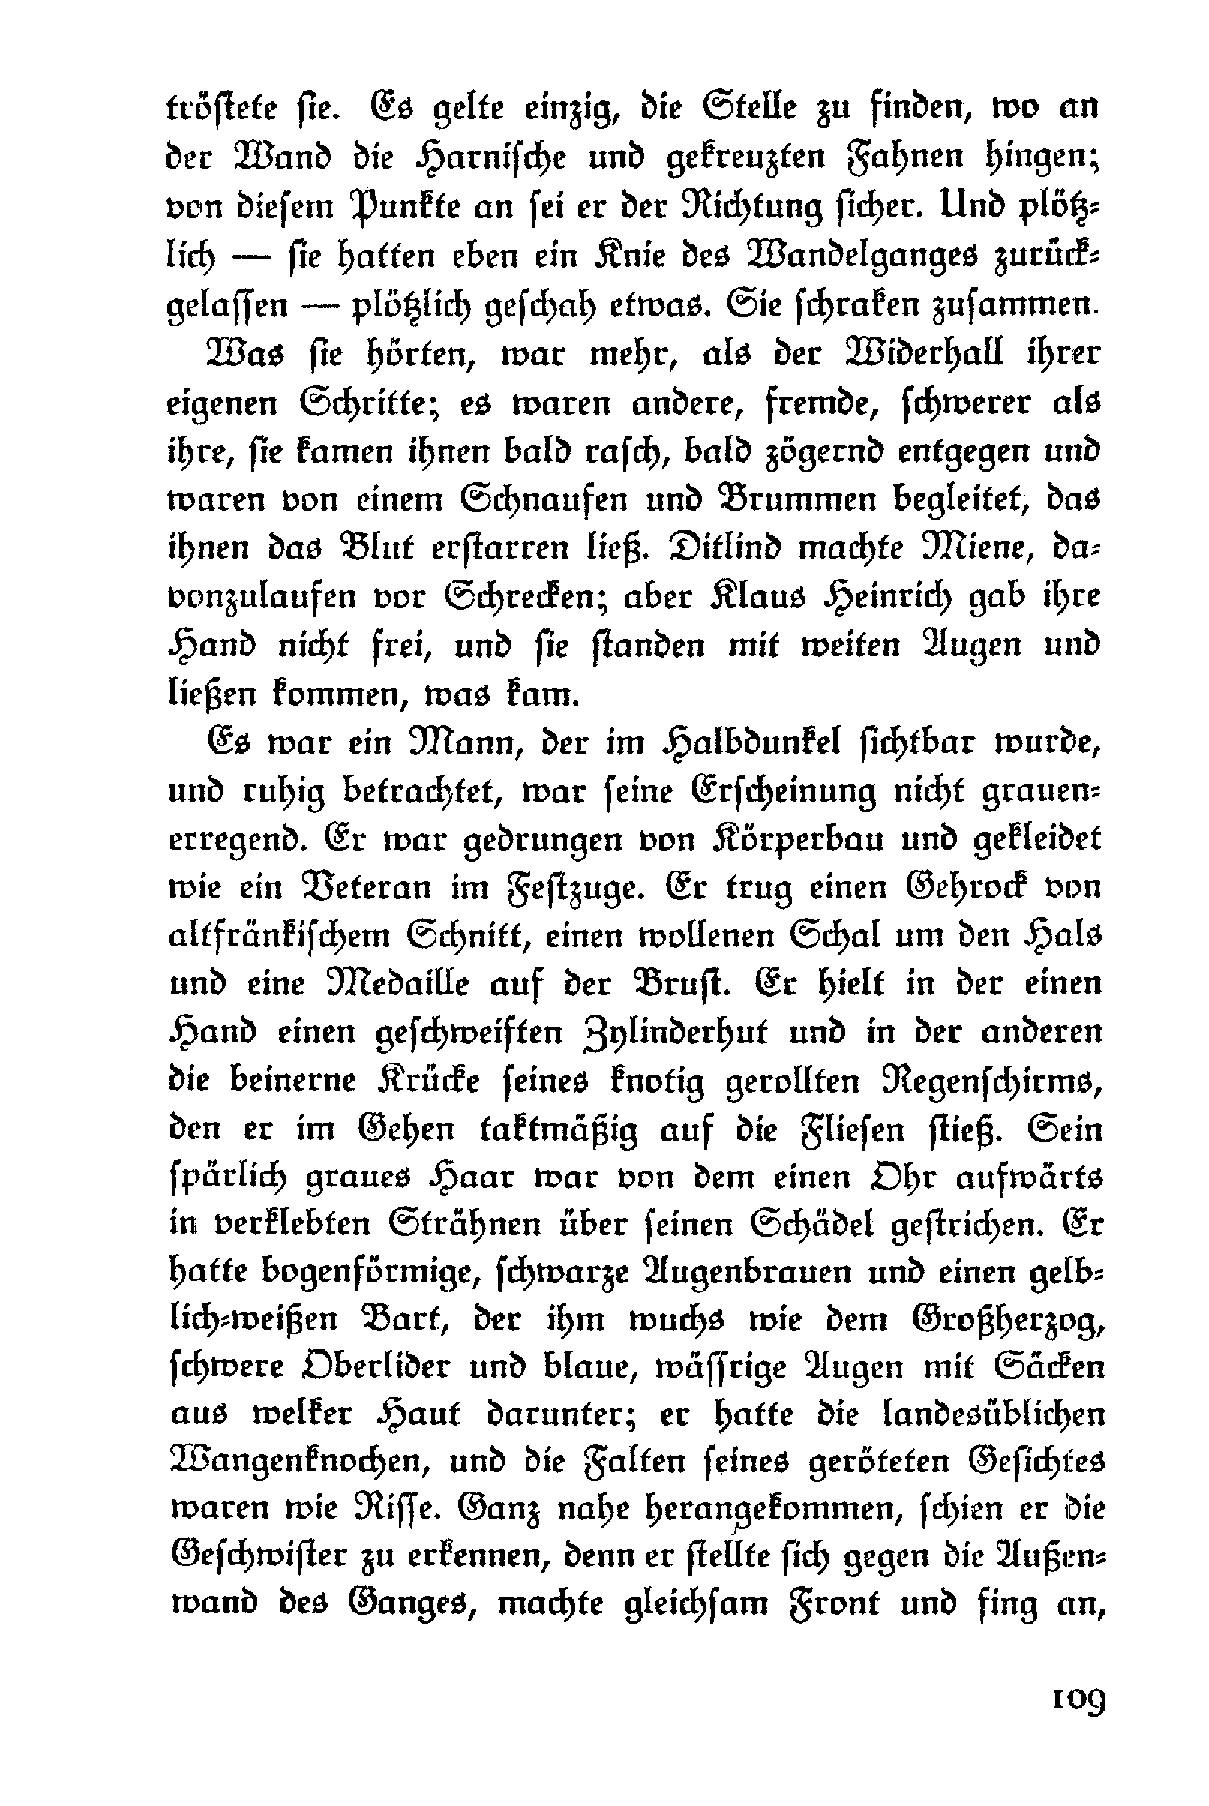 tröſtete ſie. Es gelte einzig, die Stelle zu finden, wo an
der Wand die Harniſche und gekreuzten Fahnen hingen;
von dieſem Punkte an ſei er der Richtung ſicher. Und plötz⸗
lich — ſie hatten eben ein Knie des Wandelganges zurück⸗
gelaſſen — plötzlich geſchah etwas. Sie ſchraken zuſammen.
Was ſie hörten, war mehr, als der Widerhall ihrer
eigenen Schritte; es waren andere, fremde, ſchwerer als
ihre, ſie kamen ihnen bald raſch, bald zögernd entgegen und
waren von einem Schnaufen und Brummen begleitet, das
ihnen das Blut erſtarren ließ. Ditlind machte Miene, da⸗
vonzulaufen vor Schrecken; aber Klaus Heinrich gab ihre
Hand nicht frei, und ſie ſtanden mit weiten Augen und
ließen kommen, was kam.
Es war ein Mann, der im Halbdunkel ſichtbar wurde,
und ruhig betrachtet, war ſeine Erſcheinung nicht grauen⸗
erregend. Er war gedrungen von Körperbau und gekleidet
wie ein Veteran im Feſtzuge. Er trug einen Gehrock von
altfränkiſchem Schnitt, einen wollenen Schal um den Hals
und eine Medaille auf der Bruſt. Er hielt in der einen
Hand einen geſchweiften Zylinderhut und in der anderen
die beinerne Krücke ſeines knotig gerollten Regenſchirms,
den er im Gehen taktmäßig auf die Flieſen ſtieß. Sein
ſpärlich graues Haar war von dem einen Ohr aufwärts
in verklebten Strähnen über ſeinen Schädel geſtrichen. Er
hatte bogenförmige, ſchwarze Augenbrauen und einen gelb⸗
lich⸗weißen Bart, der ihm wuchs wie dem Großherzog,
ſchwere Oberlider und blaue, wäſſrige Augen mit Säcken
aus welker Haut darunter; er hatte die landesüblichen
Wangenknochen, und die Falten ſeines geröteten Geſichtes
waren wie Riſſe. Ganz nahe herangekommen, ſchien er die
Geſchwiſter zu erkennen, denn er ſtellte ſich gegen die Außen⸗
wand des Ganges, machte gleichſam Front und fing an,
109